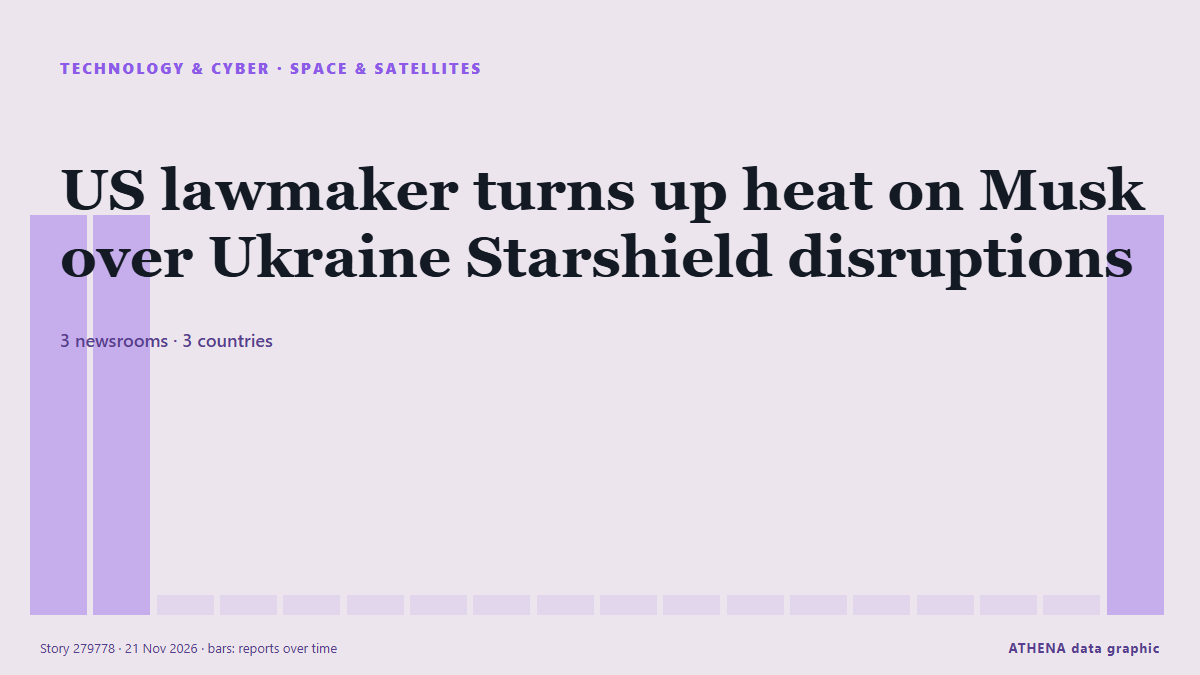 TECHNOLOGY & CYBER · SPACE & SATELLITES
US lawmaker turns up heat on Musk
over Ukraine Starshield disruptions
3 newsrooms · 3 countries
Story 279778 · 21 Nov 2026 · bars: reports over time
ATHENA data graphic